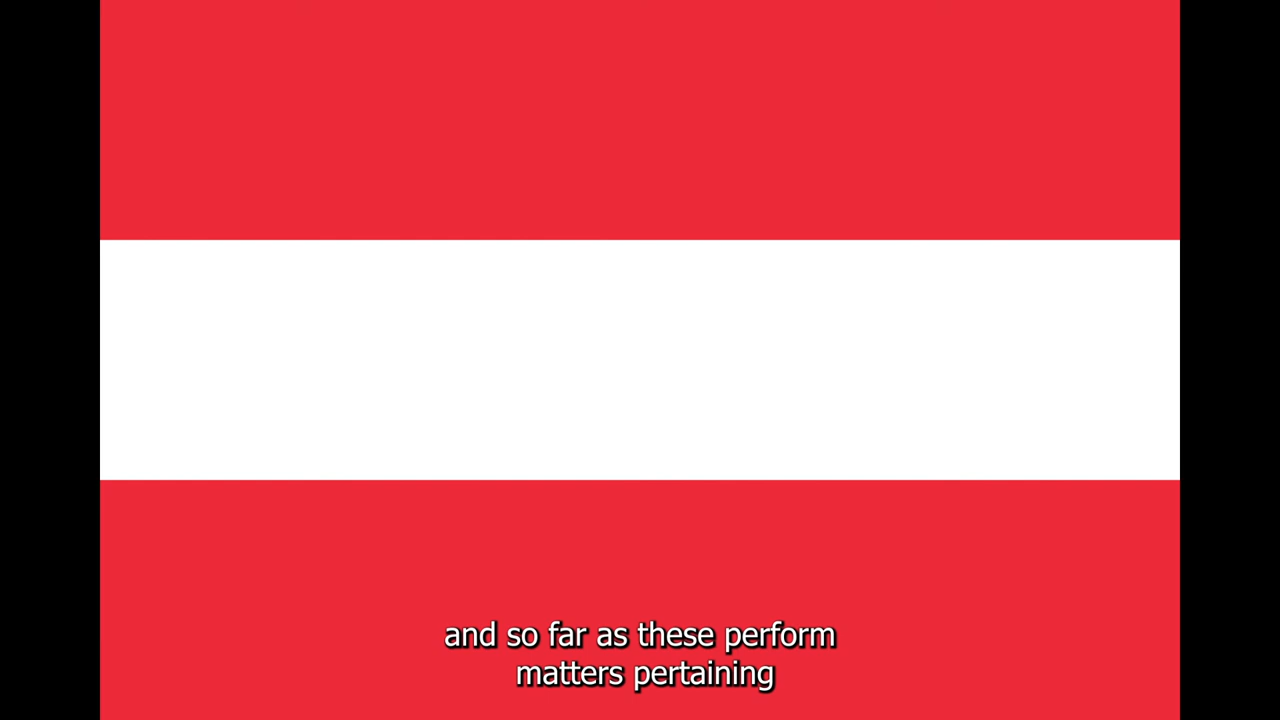 and so far as these perform
matters pertaining